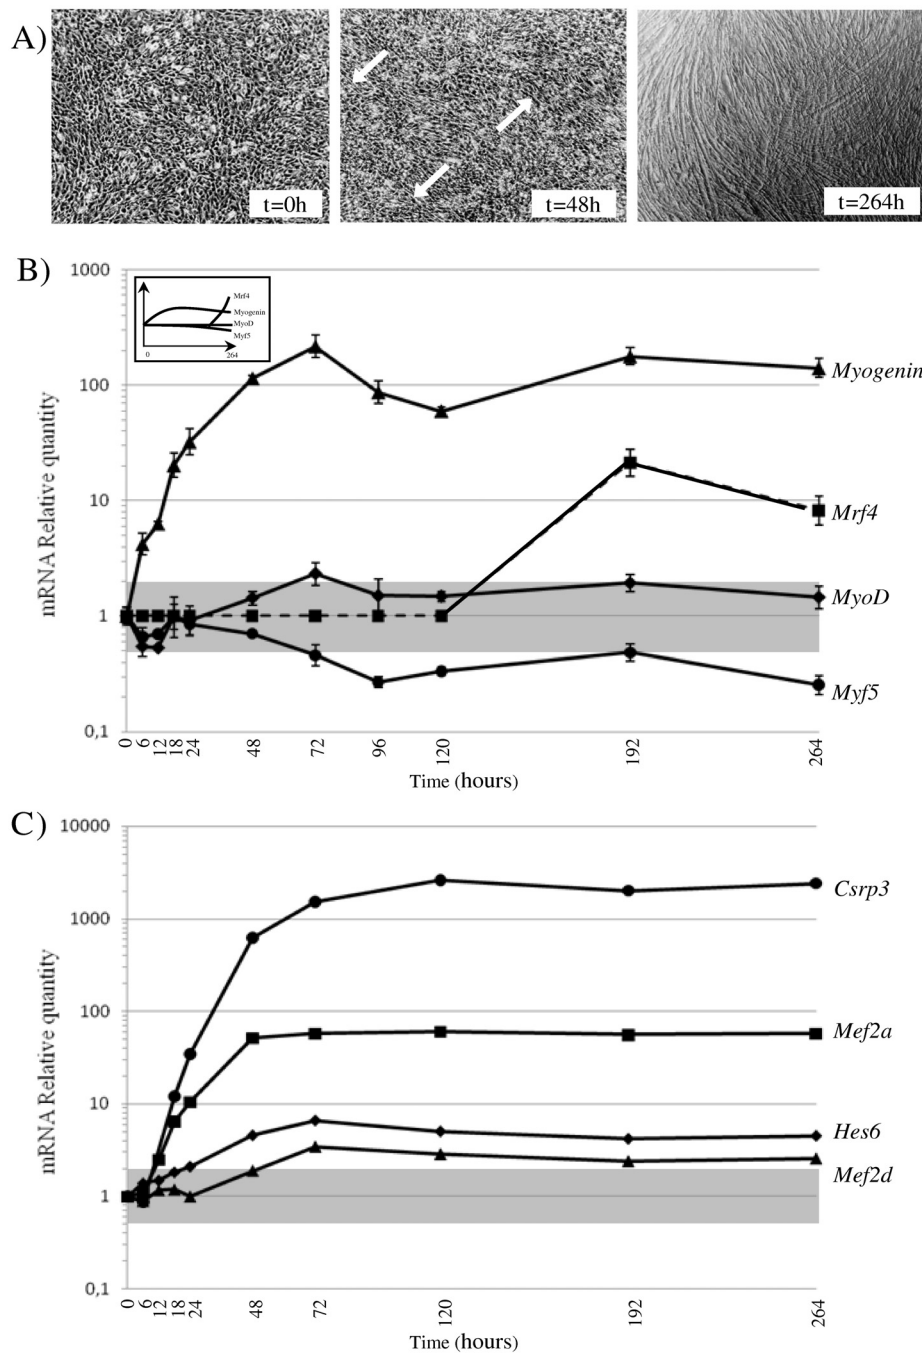 A)
t=0h
t=48h
t=264h
B)
1000
100
10
1
0,1
mRNA Relative quantity
Mrf4
Myogenin
MyoD
Myf5
0
264
Myogenin
Mrf4
MyoD
Myf5
0 6 12 18 24 48 72 96 120 192 264
Time (hours)
C)
10000
1000
100
10
1
0,1
mRNA Relative quantity
Csrp3
Mef2a
Hes6
Mef2d
0 6 12 18 24 48 72 120 192 264
Time (hours)